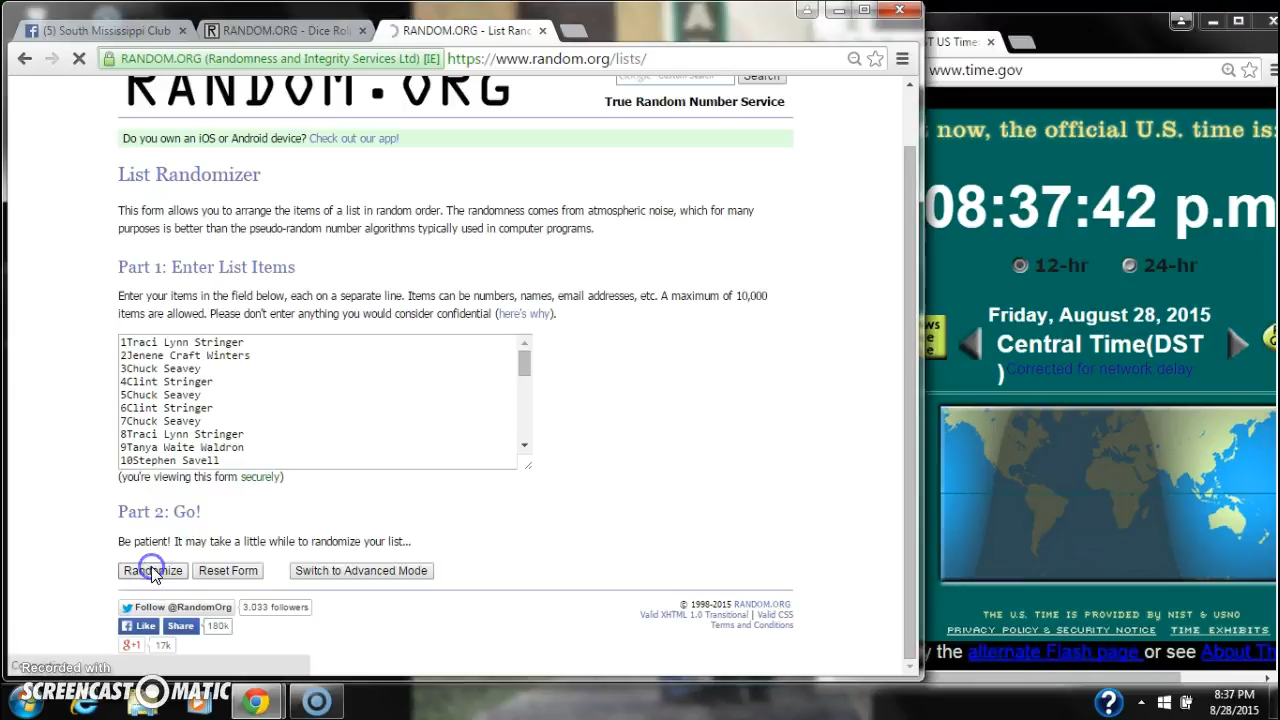 (5) South Mississippi Club
RANDOM.ORG - Dice Rol
RANDOM.ORG - List Ran
RANDOM.ORG (Randomness and Integrity Services Ltd) [IE]
https://www.random.org/lists/
RANDOM.ORG
Search
True Random Number Service
Do you own an iOS or Android device? Check out our app!
List Randomizer
This form allows you to arrange the items of a list in random order. The randomness comes from atmospheric noise, which for many
purposes is better than the pseudo-random number algorithms typically used in computer programs.
Part 1: Enter List Items
Enter your items in the field below, each on a separate line. Items can be numbers, names, email addresses, etc. A maximum of 10,000
items are allowed. Please don't enter anything you would consider confidential (here's why).
1Traci Lynn Stringer
2Jenene Craft Winters
3Chuck Seavey
4Clint Stringer
5Chuck Seavey
6Clint Stringer
7Chuck Seavey
8Traci Lynn Stringer
9Tanya Waite Waldron
10Stephen Savell
(you're viewing this form securely)
Part 2: Go!
Be patient! It may take a little while to randomize your list...
Randomize
Reset Form
Switch to Advanced Mode
Follow @RandomOrg
3,033 followers
Like
Share
180k
g+1
17k
© 1998-2015 RANDOM.ORG
Valid XHTML 1.0 Transitional | Valid CSS
Terms and Conditions
Recorded with
SCREENCAST MATIC
ST US Time
www.time.gov
now, the official U.S. time is:
08:37:42 p.m
12-hr
24-hr
Friday, August 28, 2015
Central Time(DST
)
Corrected for network delay
THE U.S. TIME IS PROVIDED BY NIST & USNO
PRIVACY POLICY & SECURITY NOTICE
TIME EXHIBITS
y the alternate Flash page or see About Th
8:37 PM
8/28/2015